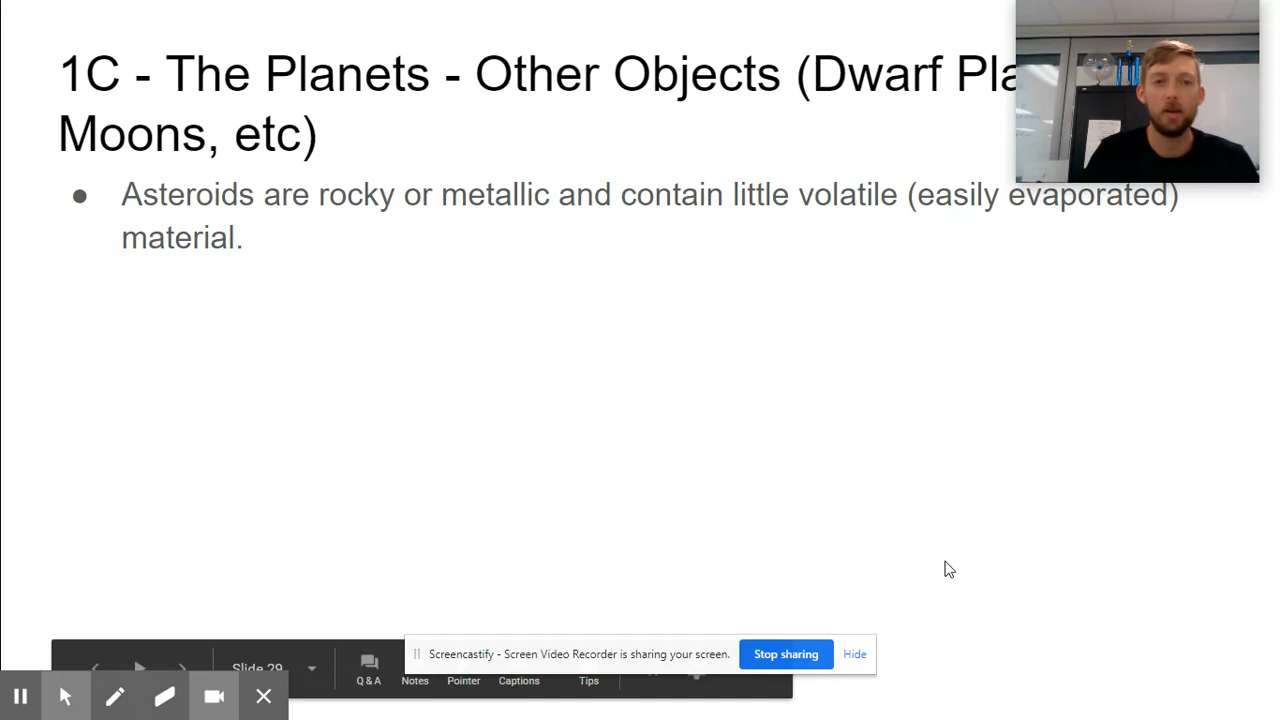 1C - The Planets - Other Objects (Dwarf
Moons, etc)
● Asteroids are rocky or metallic and contain little volatile (easily evaporated)
material.
Slide 29
Q & A
Notes
Pointer
Captions
Tips
Screencastify - Screen Video Recorder is sharing your screen.
Stop sharing
Hide